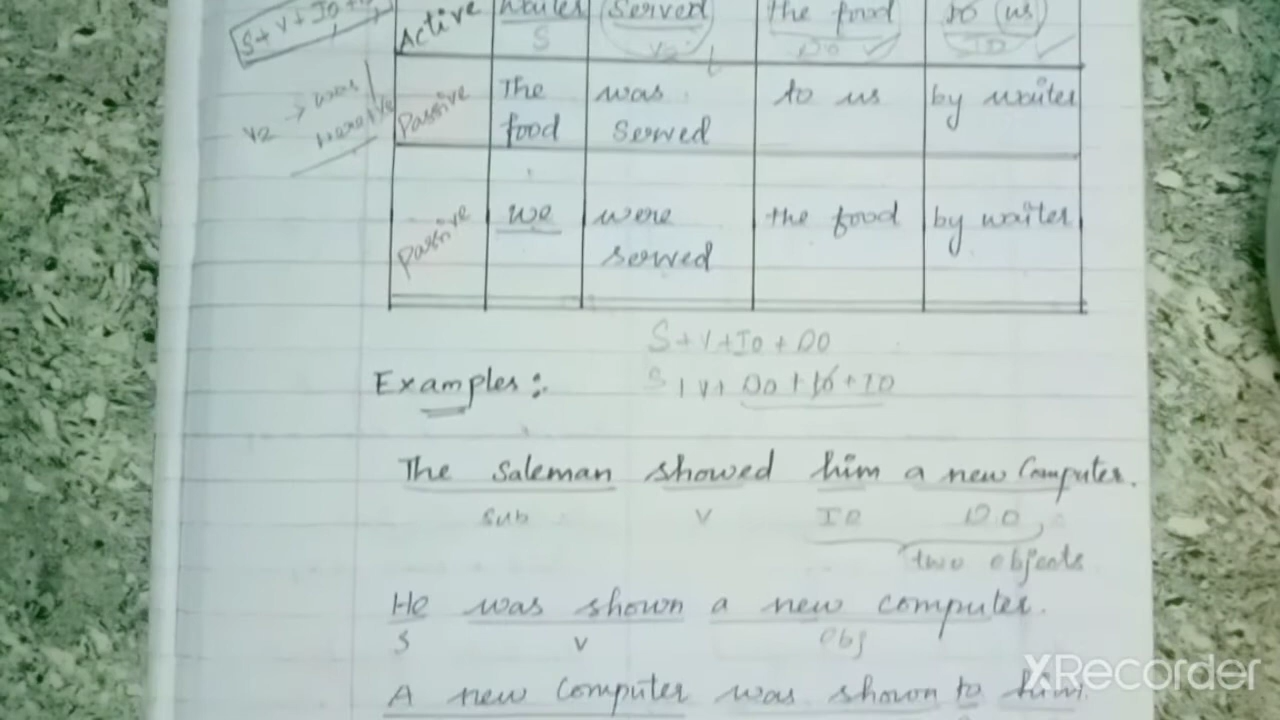 S+V+IO+
Active waiter served the food to us
S V2 DO IO
V2 → was
were+V3
Passive The food was served to us by waiter
Passive we were served the food by waiter
S+V+IO+DO
S+V+DO+to+IO
Examples:
The Saleman showed him a new Computer.
sub V IO DO
two objects
He was shown a new computer.
S V obj
A new Computer was shown to him.
XRecorder